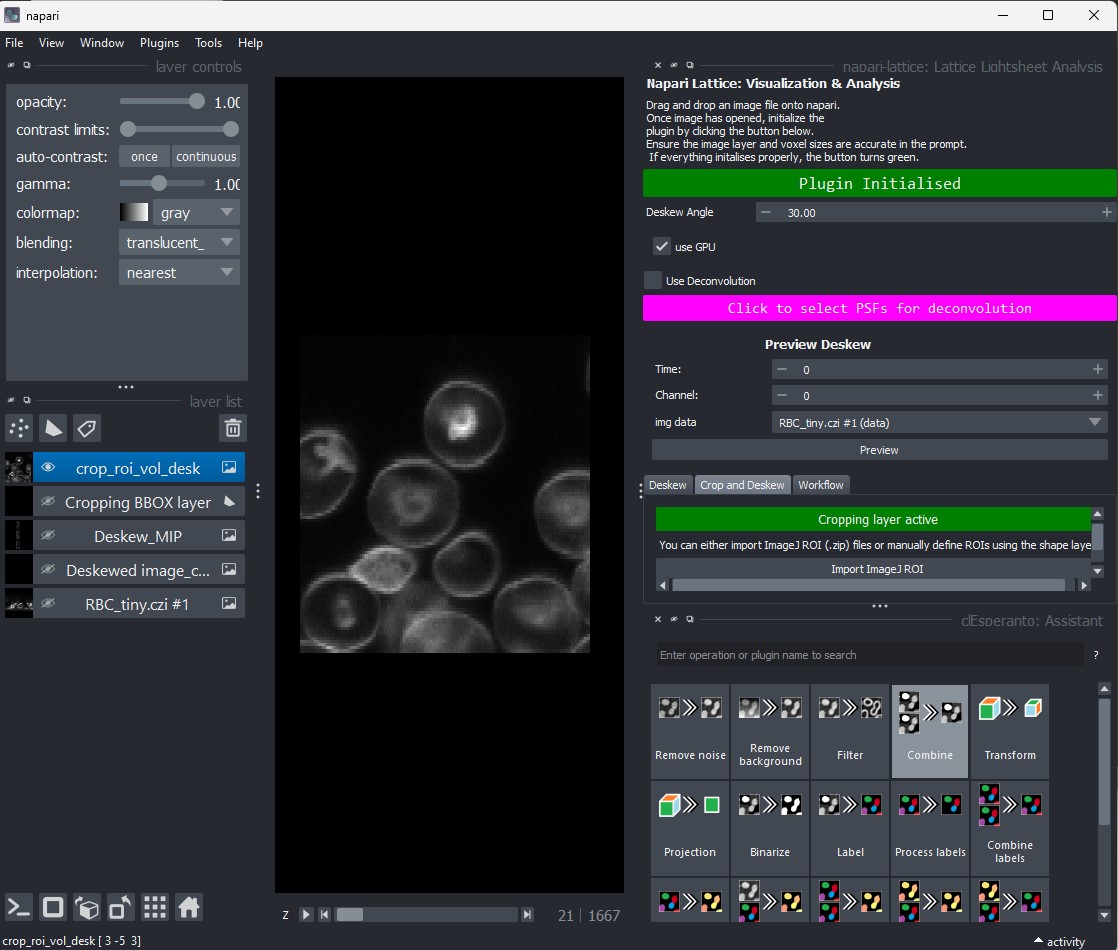 napari
File View Window Plugins Tools Help
layer controls
opacity: 1.00
contrast limits:
auto-contrast: once continuous
gamma: 1.00
colormap: gray
blending: translucent_
interpolation: nearest
layer list
crop_roi_vol_desk
Cropping BBOX layer
Deskew_MIP
Deskewed image_c...
RBC_tiny.czi #1
Z 21 | 1667
crop_roi_vol_desk [ 3 -5 3]
napari-lattice: Lattice Lightsheet Analysis
Napari Lattice: Visualization & Analysis
Drag and drop an image file onto napari.
Once image has opened, initialize the
plugin by clicking the button below.
Ensure the image layer and voxel sizes are accurate in the prompt.
If everything initalises properly, the button turns green.
Plugin Initialised
Deskew Angle 30.00
use GPU
Use Deconvolution
Click to select PSFs for deconvolution
Preview Deskew
Time: 0
Channel: 0
img data RBC_tiny.czi #1 (data)
Preview
Deskew Crop and Deskew Workflow
Cropping layer active
You can either import ImageJ ROI (.zip) files or manually define ROIs using the shape laye
Import ImageJ ROI
clEsperanto: Assistant
Enter operation or plugin name to search ?
Remove noise
Remove
background
Filter
Combine
Transform
Projection
Binarize
Label
Process labels
Combine
labels
activity